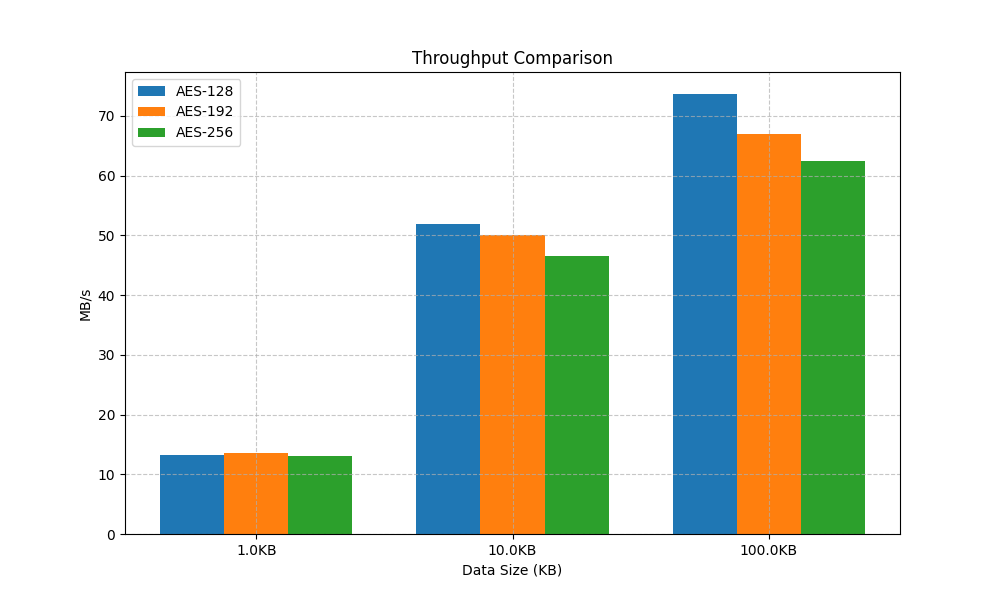 Throughput Comparison
AES-128
AES-192
AES-256
MB/s
70
60
50
40
30
20
10
0
1.0KB 10.0KB 100.0KB
Data Size (KB)